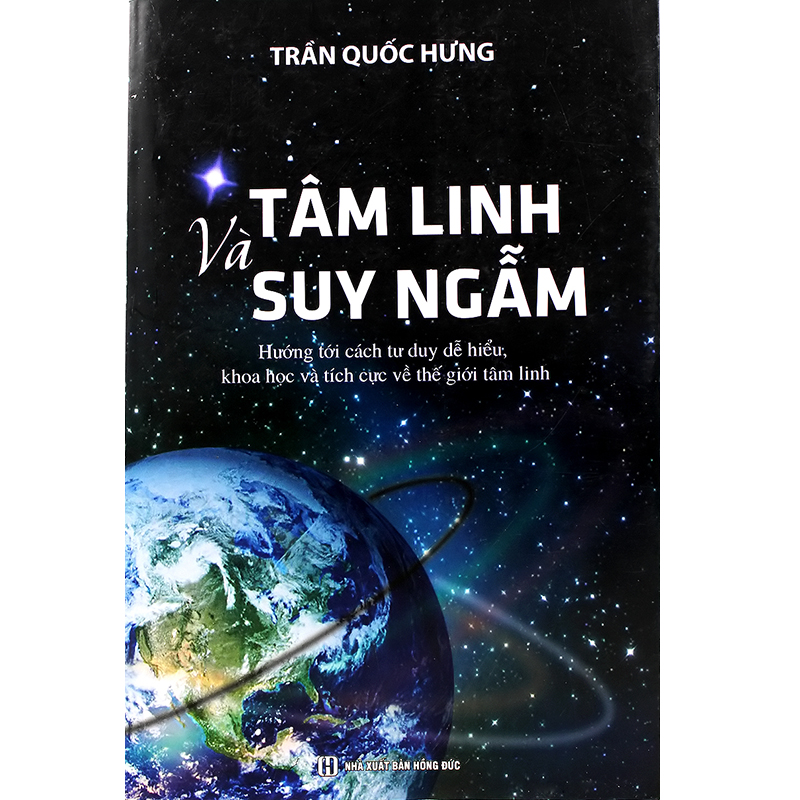 TRẦN QUỐC HƯNG
TÂM LINH
Và
SUY NGẪM
Hướng tới cách tư duy dễ hiểu,
khoa học và tích cực về thế giới tâm linh
NHÀ XUẤT BẢN HỒNG ĐỨC